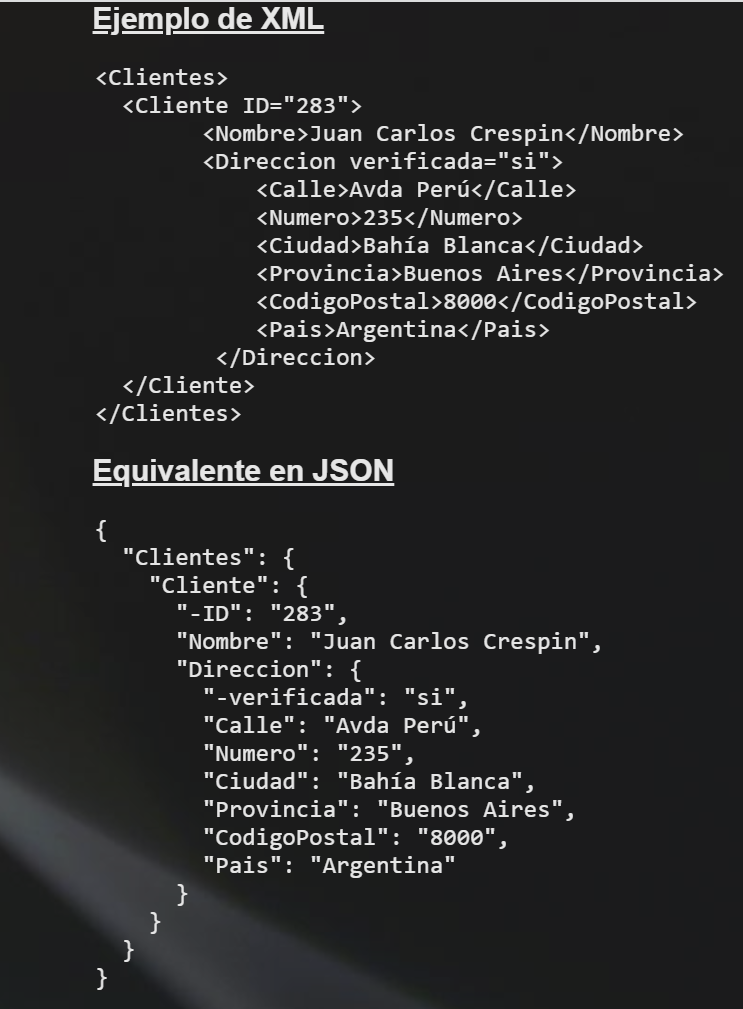 Ejemplo de XML
<Clientes>
<Cliente ID="283">
<Nombre>Juan Carlos Crespin</Nombre>
<Direccion verificada="si">
<Calle>Avda Perú</Calle>
<Numero>235</Numero>
<Ciudad>Bahía Blanca</Ciudad>
<Provincia>Buenos Aires</Provincia>
<CodigoPostal>8000</CodigoPostal>
<Pais>Argentina</Pais>
</Direccion>
</Cliente>
</Clientes>
Equivalente en JSON
{
"Clientes": {
"Cliente": {
"-ID": "283",
"Nombre": "Juan Carlos Crespin",
"Direccion": {
"-verificada": "si",
"Calle": "Avda Perú",
"Numero": "235",
"Ciudad": "Bahía Blanca",
"Provincia": "Buenos Aires",
"CodigoPostal": "8000",
"Pais": "Argentina"
}
}
}
}